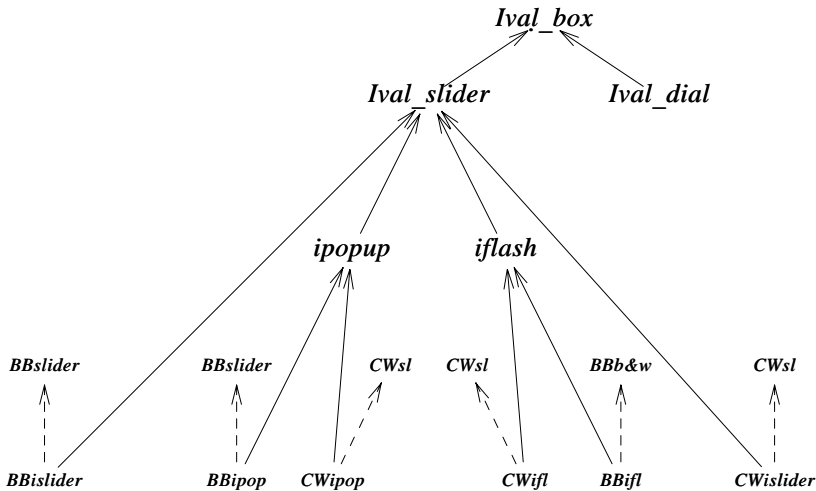 Ival_box
Ival_slider Ival_dial
ipopup iflash
BBslider BBslider CWsl CWsl BBb&w CWsl
BBislider BBipop CWipop CWifl BBifl CWislider